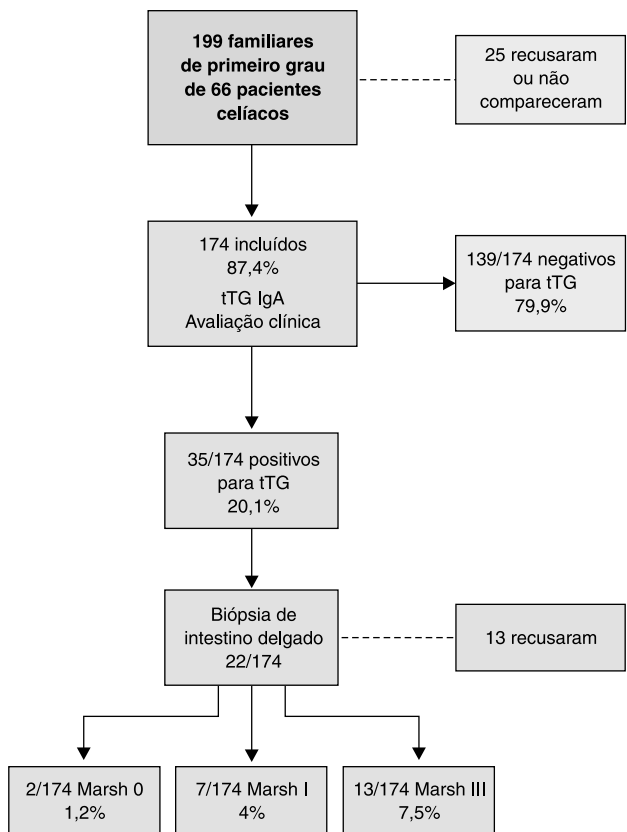 199 familiares
de primeiro grau
de 66 pacientes
celíacos
25 recusaram
ou não
compareceram
174 incluídos
87,4%
tTG IgA
Avaliação clínica
139/174 negativos
para tTG
79,9%
35/174 positivos
para tTG
20,1%
Biópsia de
intestino delgado
22/174
13 recusaram
2/174 Marsh 0
1,2%
7/174 Marsh I
4%
13/174 Marsh III
7,5%